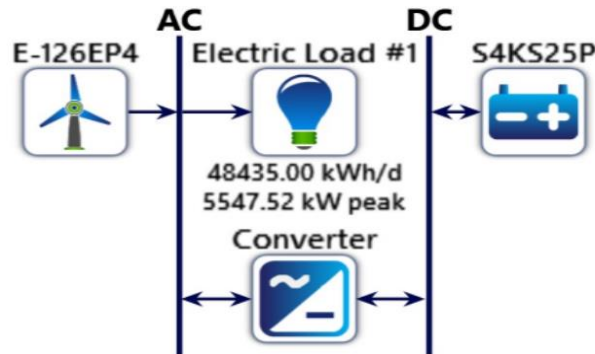 AC
DC
E-126EP4
Electric Load #1
S4KS25P
48435.00 kWh/d
5547.52 kW peak
Converter